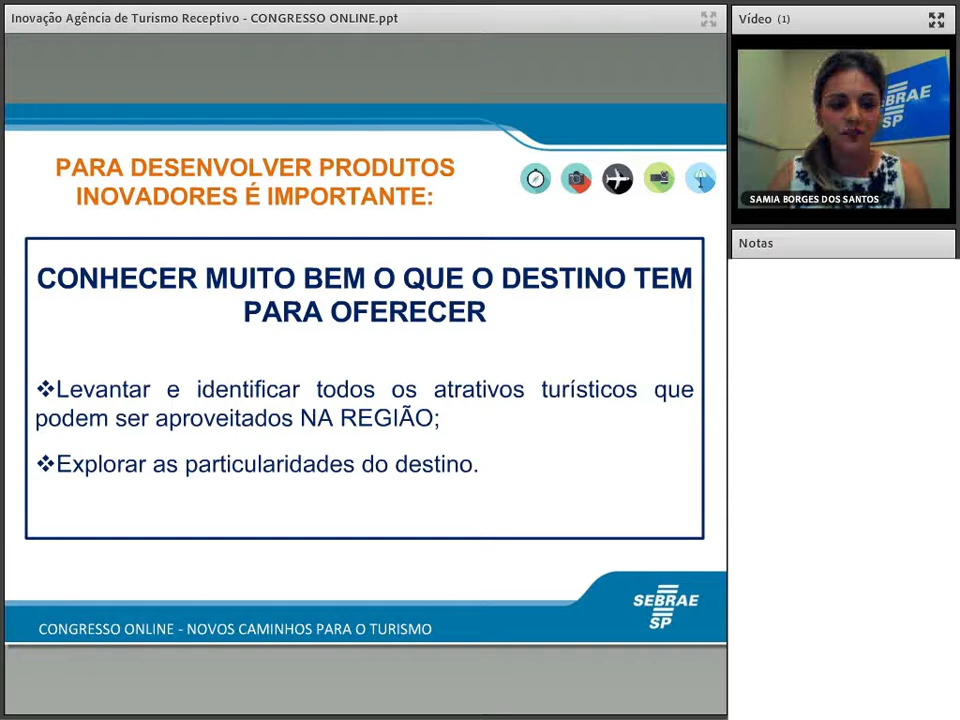 Inovação Agência de Turismo Receptivo - CONGRESSO ONLINE.ppt
PARA DESENVOLVER PRODUTOS
INOVADORES É IMPORTANTE:
CONHECER MUITO BEM O QUE O DESTINO TEM
PARA OFERECER
❖Levantar e identificar todos os atrativos turísticos que
podem ser aproveitados NA REGIÃO;
❖Explorar as particularidades do destino.
SEBRAE
SP
CONGRESSO ONLINE - NOVOS CAMINHOS PARA O TURISMO
Vídeo (1)
BRAE
SP
SAMIA BORGES DOS SANTOS
Notas